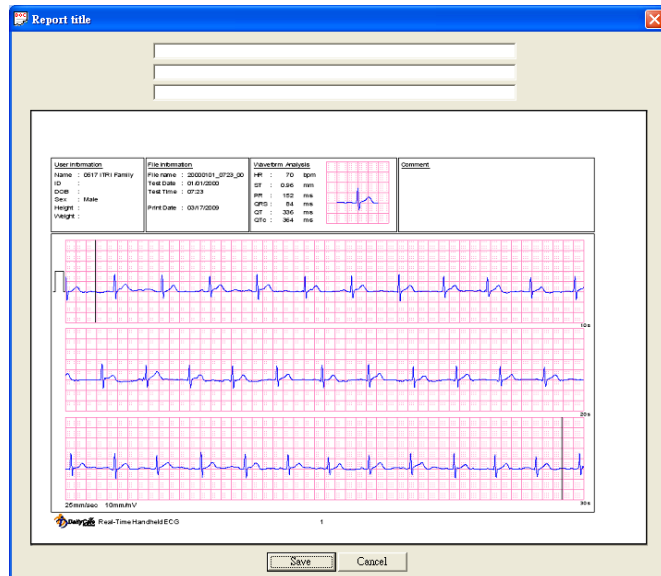 Report title
User Information
Name : 0617 ITRI Family
ID :
DOB :
Sex : Male
Height :
Weight :
File Information
File name : 20000101_0723_00
Test Date : 01/01/2000
Test Time : 07:23
Print Date : 03/17/2009
Waveform Analysis
HR : 70 bpm
ST : 0.96 mm
PR : 152 ms
QRS : 84 ms
QT : 336 ms
QTc : 364 ms
Comment
10s
20s
30s
25mm/sec 10mm/mV
DailyCare Real-Time Handheld ECG
1
Save
Cancel